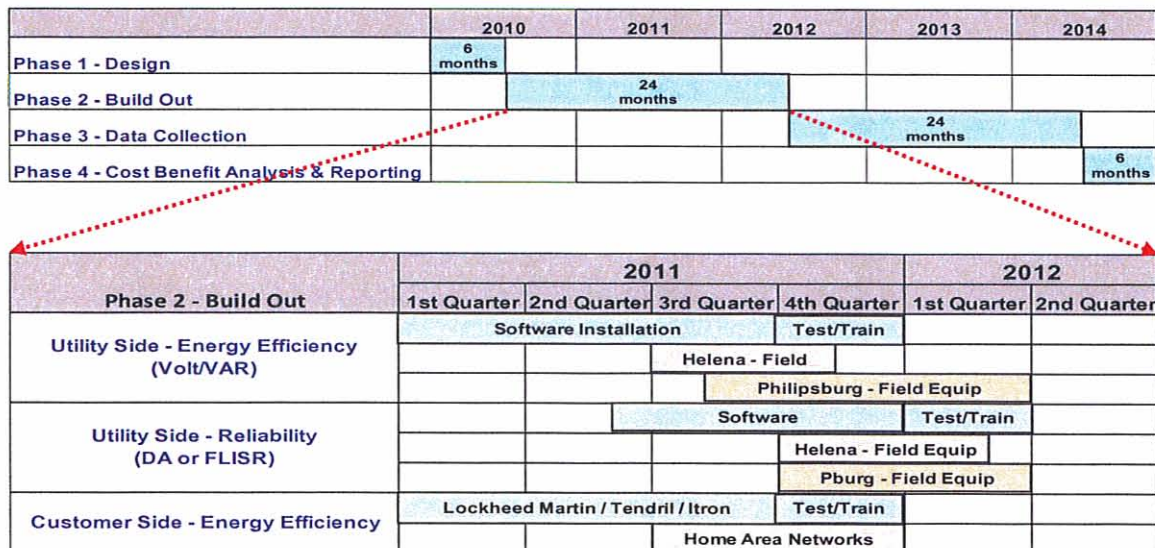 2010 2011 2012 2013 2014
Phase 1 - Design
6
months
Phase 2 - Build Out
24
months
Phase 3 - Data Collection
24
months
Phase 4 - Cost Benefit Analysis & Reporting
6
months
2011 2012
Phase 2 - Build Out 1st Quarter 2nd Quarter 3rd Quarter 4th Quarter 1st Quarter 2nd Quarter
Utility Side - Energy Efficiency
(Volt/VAR)
Software Installation Test/Train
Helena - Field
Philipsburg - Field Equip
Utility Side - Reliability
(DA or FLISR)
Software Test/Train
Helena - Field Equip
Pburg - Field Equip
Customer Side - Energy Efficiency
Lockheed Martin / Tendril / Itron Test/Train
Home Area Networks